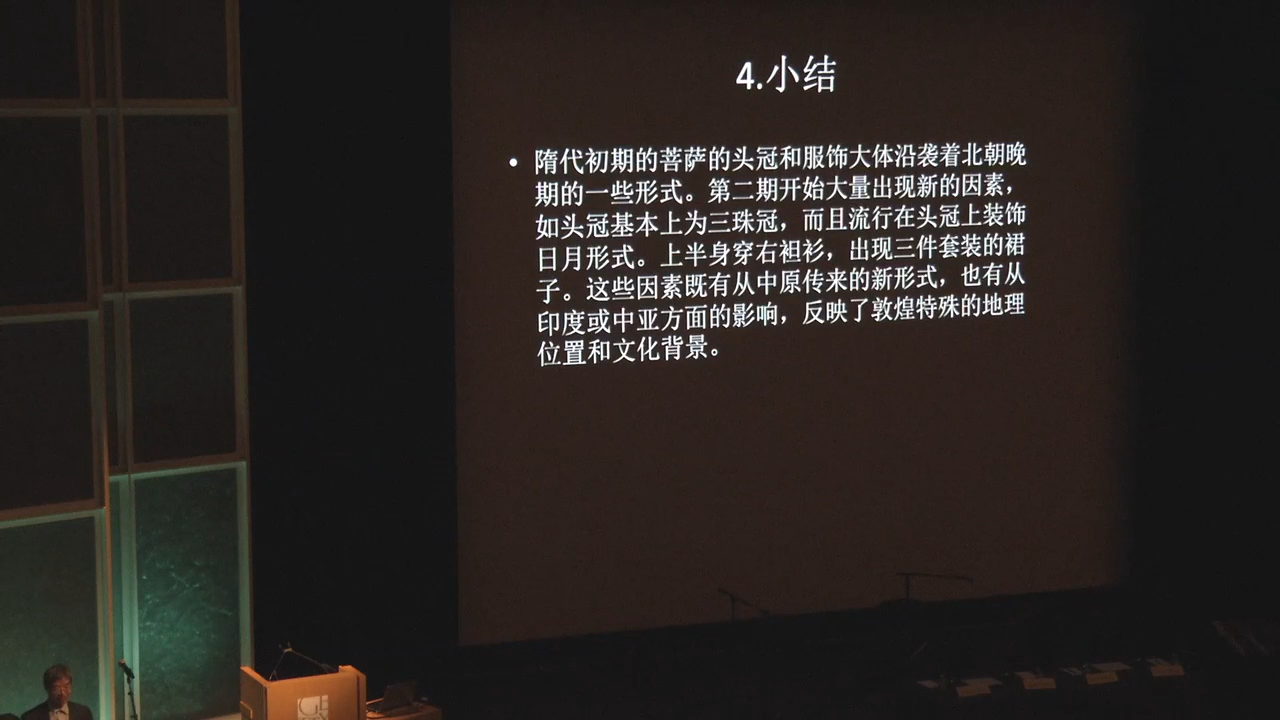 4.小结
• 隋代初期的菩萨的头冠和服饰大体沿袭着北朝晚
期的一些形式。第二期开始大量出现新的因素，
如头冠基本上为三珠冠，而且流行在头冠上装饰
日月形式。上半身穿右袒衫，出现三件套装的裙
子。这些因素既有从中原传来的新形式，也有从
印度或中亚方面的影响，反映了敦煌特殊的地理
位置和文化背景。